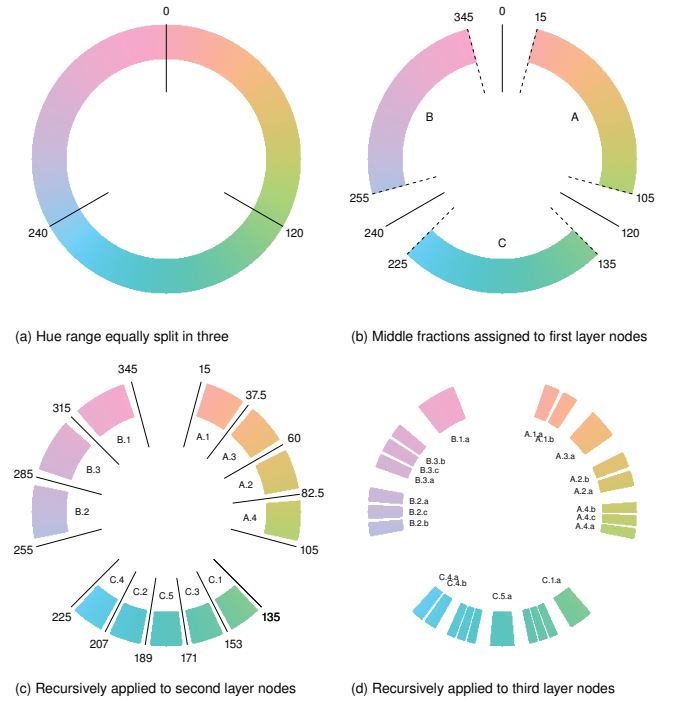 0
240
120
(a) Hue range equally split in three
345
0
15
B
A
255
105
240
120
C
225
135
(b) Middle fractions assigned to first layer nodes
345
15
315
37.5
B.1
A.1
60
B.3
A.3
285
A.2
82.5
B.2
A.4
255
105
C.4
C.1
C.2
C.3
C.5
225
135
207
153
189
171
(c) Recursively applied to second layer nodes
B.1.a
A.1.a
A.1.b
A.3.a
B.3.b
B.3.c
B.3.a
A.2.b
A.2.a
B.2.a
B.2.c
B.2.b
A.4.b
A.4.c
A.4.a
C.4.a
C.4.b
C.1.a
C.5.a
(d) Recursively applied to third layer nodes